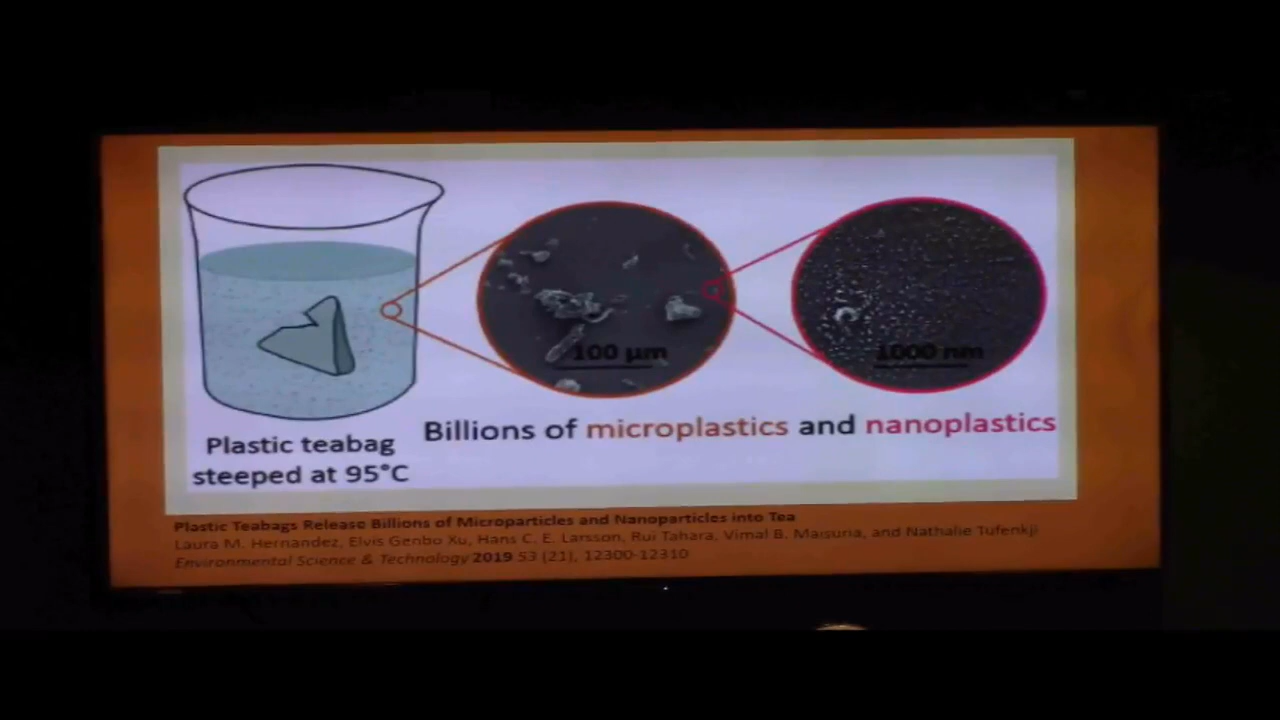 100 µm
1000 nm
Billions of microplastics and nanoplastics
Plastic teabag
steeped at 95°C
Plastic Teabags Release Billions of Microparticles and Nanoparticles into Tea
Laura M. Hernandez, Elvis Genbo Xu, Hans C. E. Larsson, Rui Tahara, Vimal B. Maisuria, and Nathalie Tufenkji
Environmental Science & Technology 2019 53 (21), 12300-12310